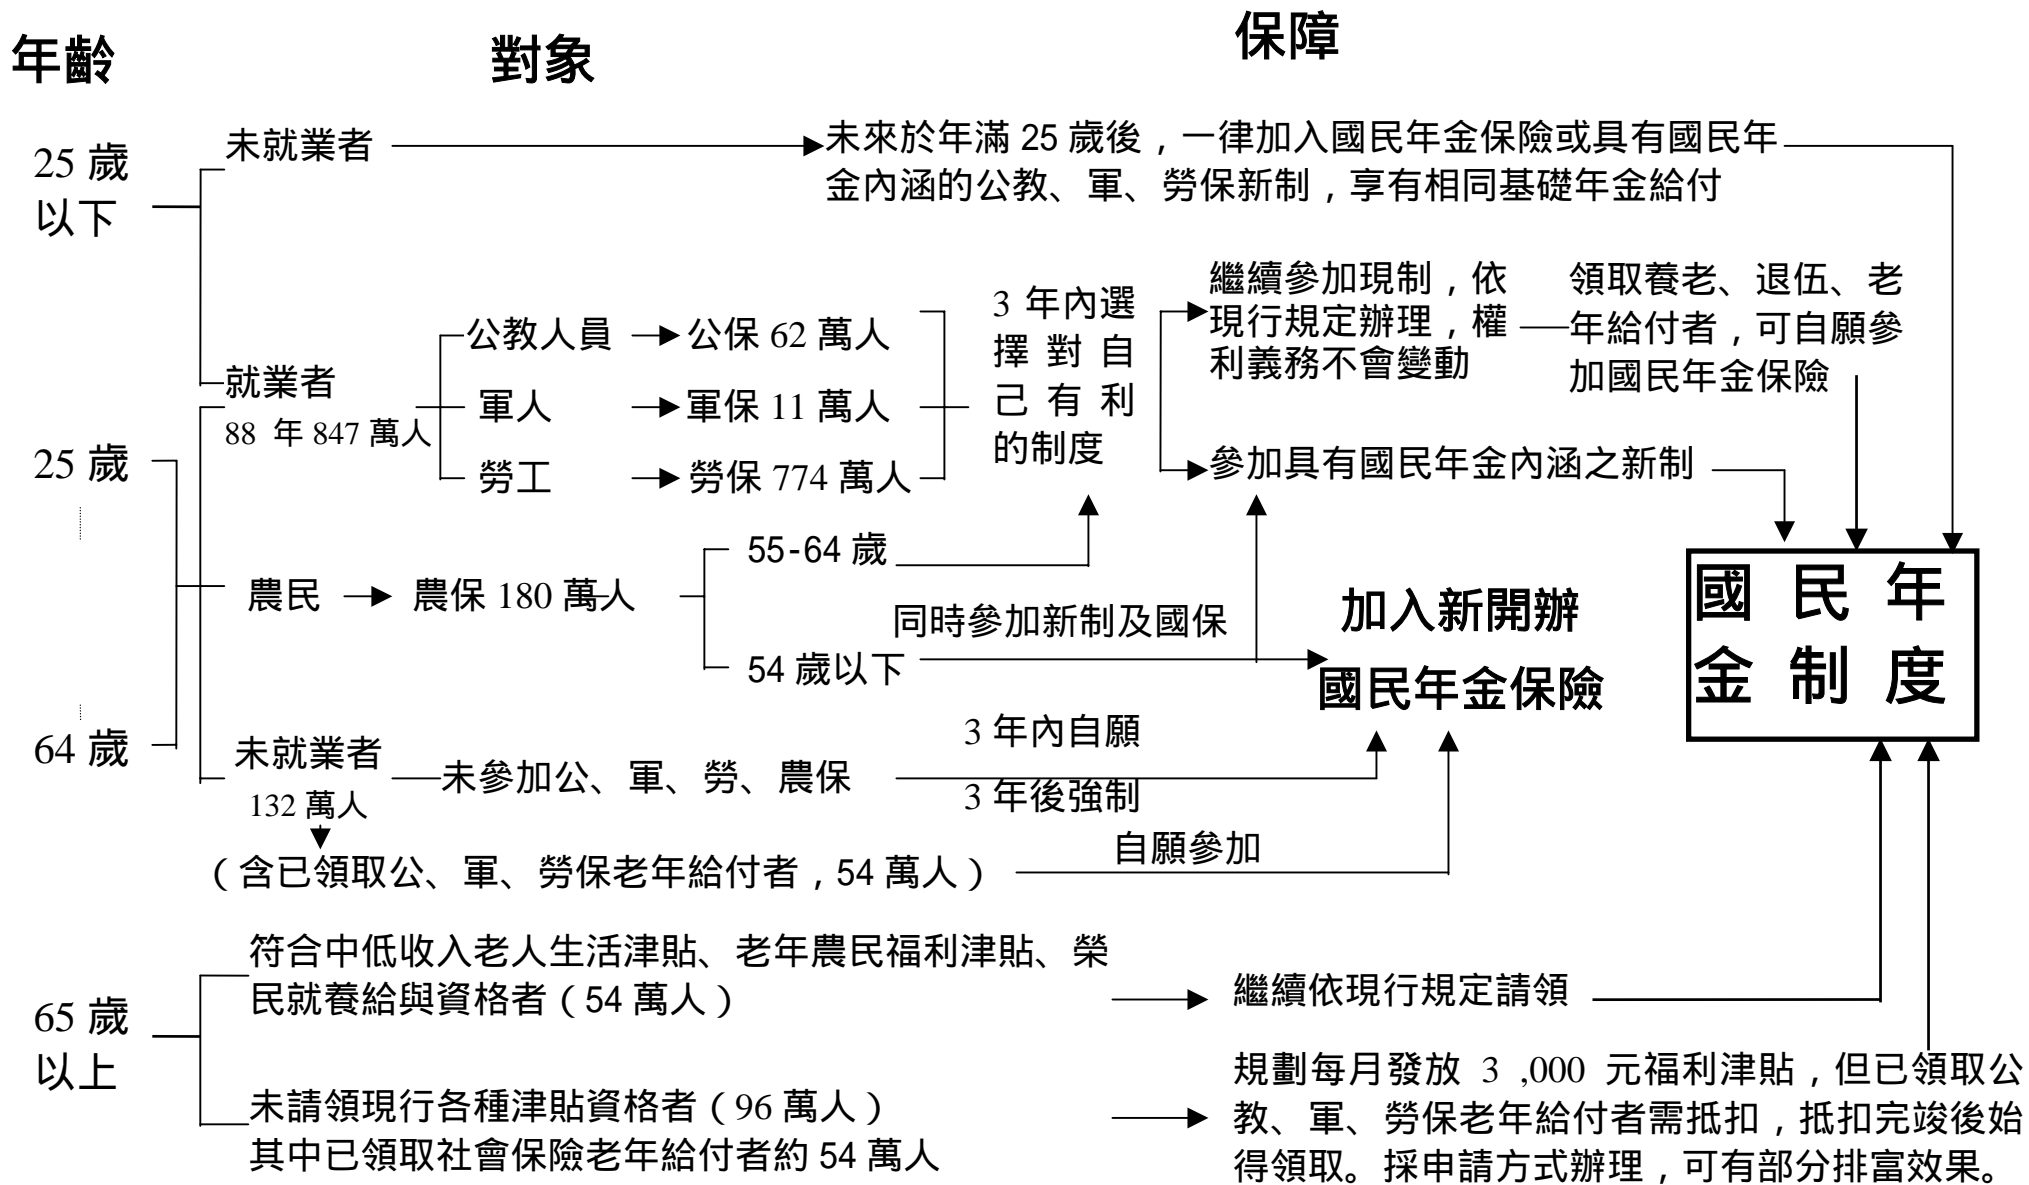 年齡
對象
保障
25 歲
以下
未就業者
未來於年滿 25 歲後，一律加入國民年金保險或具有國民年
金內涵的公教、軍、勞保新制，享有相同基礎年金給付
就業者
88 年 847 萬人
公教人員
公保 62 萬人
軍人
軍保 11 萬人
勞工
勞保 774 萬人
3 年內選
擇對自
己有利
的制度
繼續參加現制，依
現行規定辦理，權
利義務不會變動
領取養老、退伍、老
年給付者，可自願參
加國民年金保險
參加具有國民年金內涵之新制
25 歲
64 歲
農民
農保 180 萬人
55-64 歲
同時參加新制及國保
54 歲以下
加入新開辦
國民年金保險
國民年
金制度
未就業者
132 萬人
未參加公、軍、勞、農保
3 年內自願
3 年後強制
（含已領取公、軍、勞保老年給付者，54 萬人）
自願參加
65 歲
以上
符合中低收入老人生活津貼、老年農民福利津貼、榮
民就養給與資格者（54 萬人）
繼續依現行規定請領
未請領現行各種津貼資格者（96 萬人）
其中已領取社會保險老年給付者約 54 萬人
規劃每月發放 3 ,000 元福利津貼，但已領取公
教、軍、勞保老年給付者需抵扣，抵扣完竣後始
得領取。採申請方式辦理，可有部分排富效果。